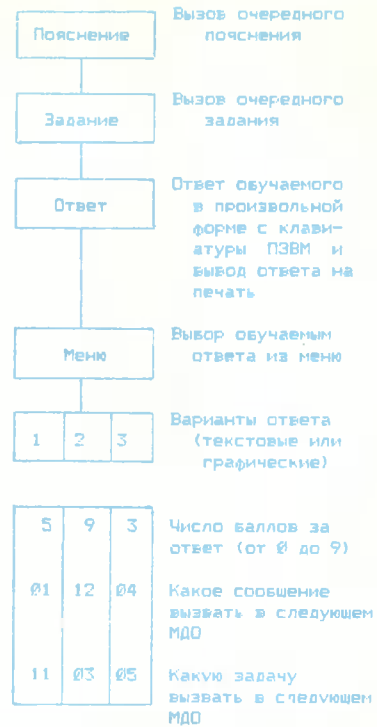 Пояснение
Вызов очередного
пояснения
Задание
Вызов очередного
задания
Ответ
Ответ обучаемого
в произвольной
форме с клави-
атуры ПЭВМ и
вывод ответа на
печать
Меню
Выбор обучаемым
ответа из меню
1 2 3
Варианты ответа
(текстовые или
графические)
5 9 3
Число баллов за
ответ (от 0 до 9)
01 12 04
Какое сообщение
вызвать в следующем
МДО
11 03 05
Какую задачу
вызвать в следующем
МДО